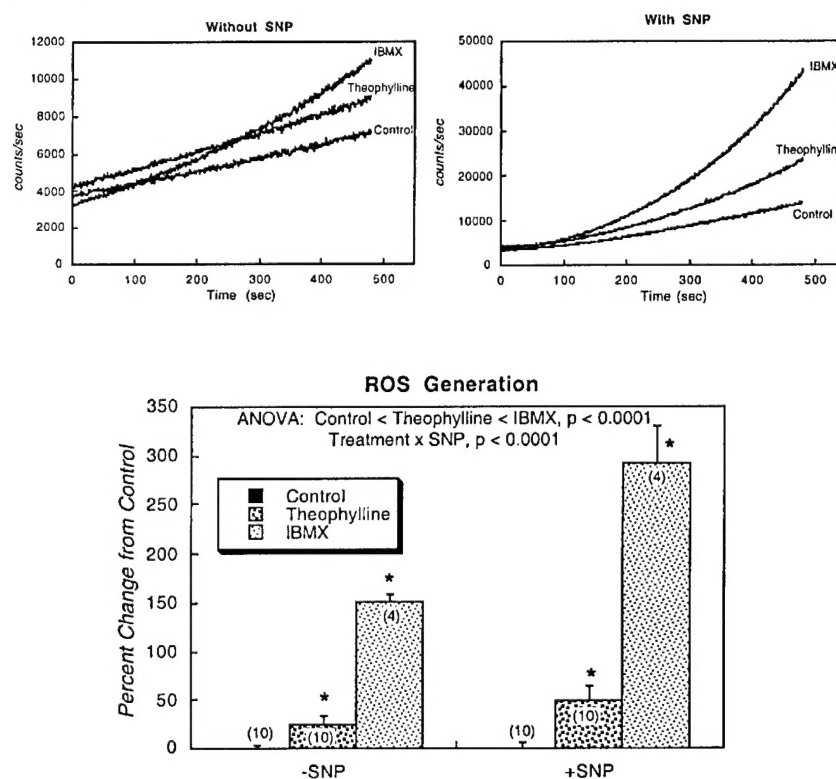 Without SNP
12000
10000
8000
6000
4000
2000
0
counts/sec
IBMX
Theophylline
Control
0 100 200 300 400 500
Time (sec)
With SNP
50000
40000
30000
20000
10000
0
counts/sec
IBMX
Theophyllin
Control
0 100 200 300 400 500
Time (sec)
ROS Generation
350
300
250
200
150
100
50
0
Percent Change from Control
ANOVA: Control < Theophylline < IBMX, p < 0.0001
Treatment x SNP, p < 0.0001
Control
Theophylline
IBMX
(10)
*
(10)
*
(4)
(10)
*
(10)
*
(4)
-SNP
+SNP